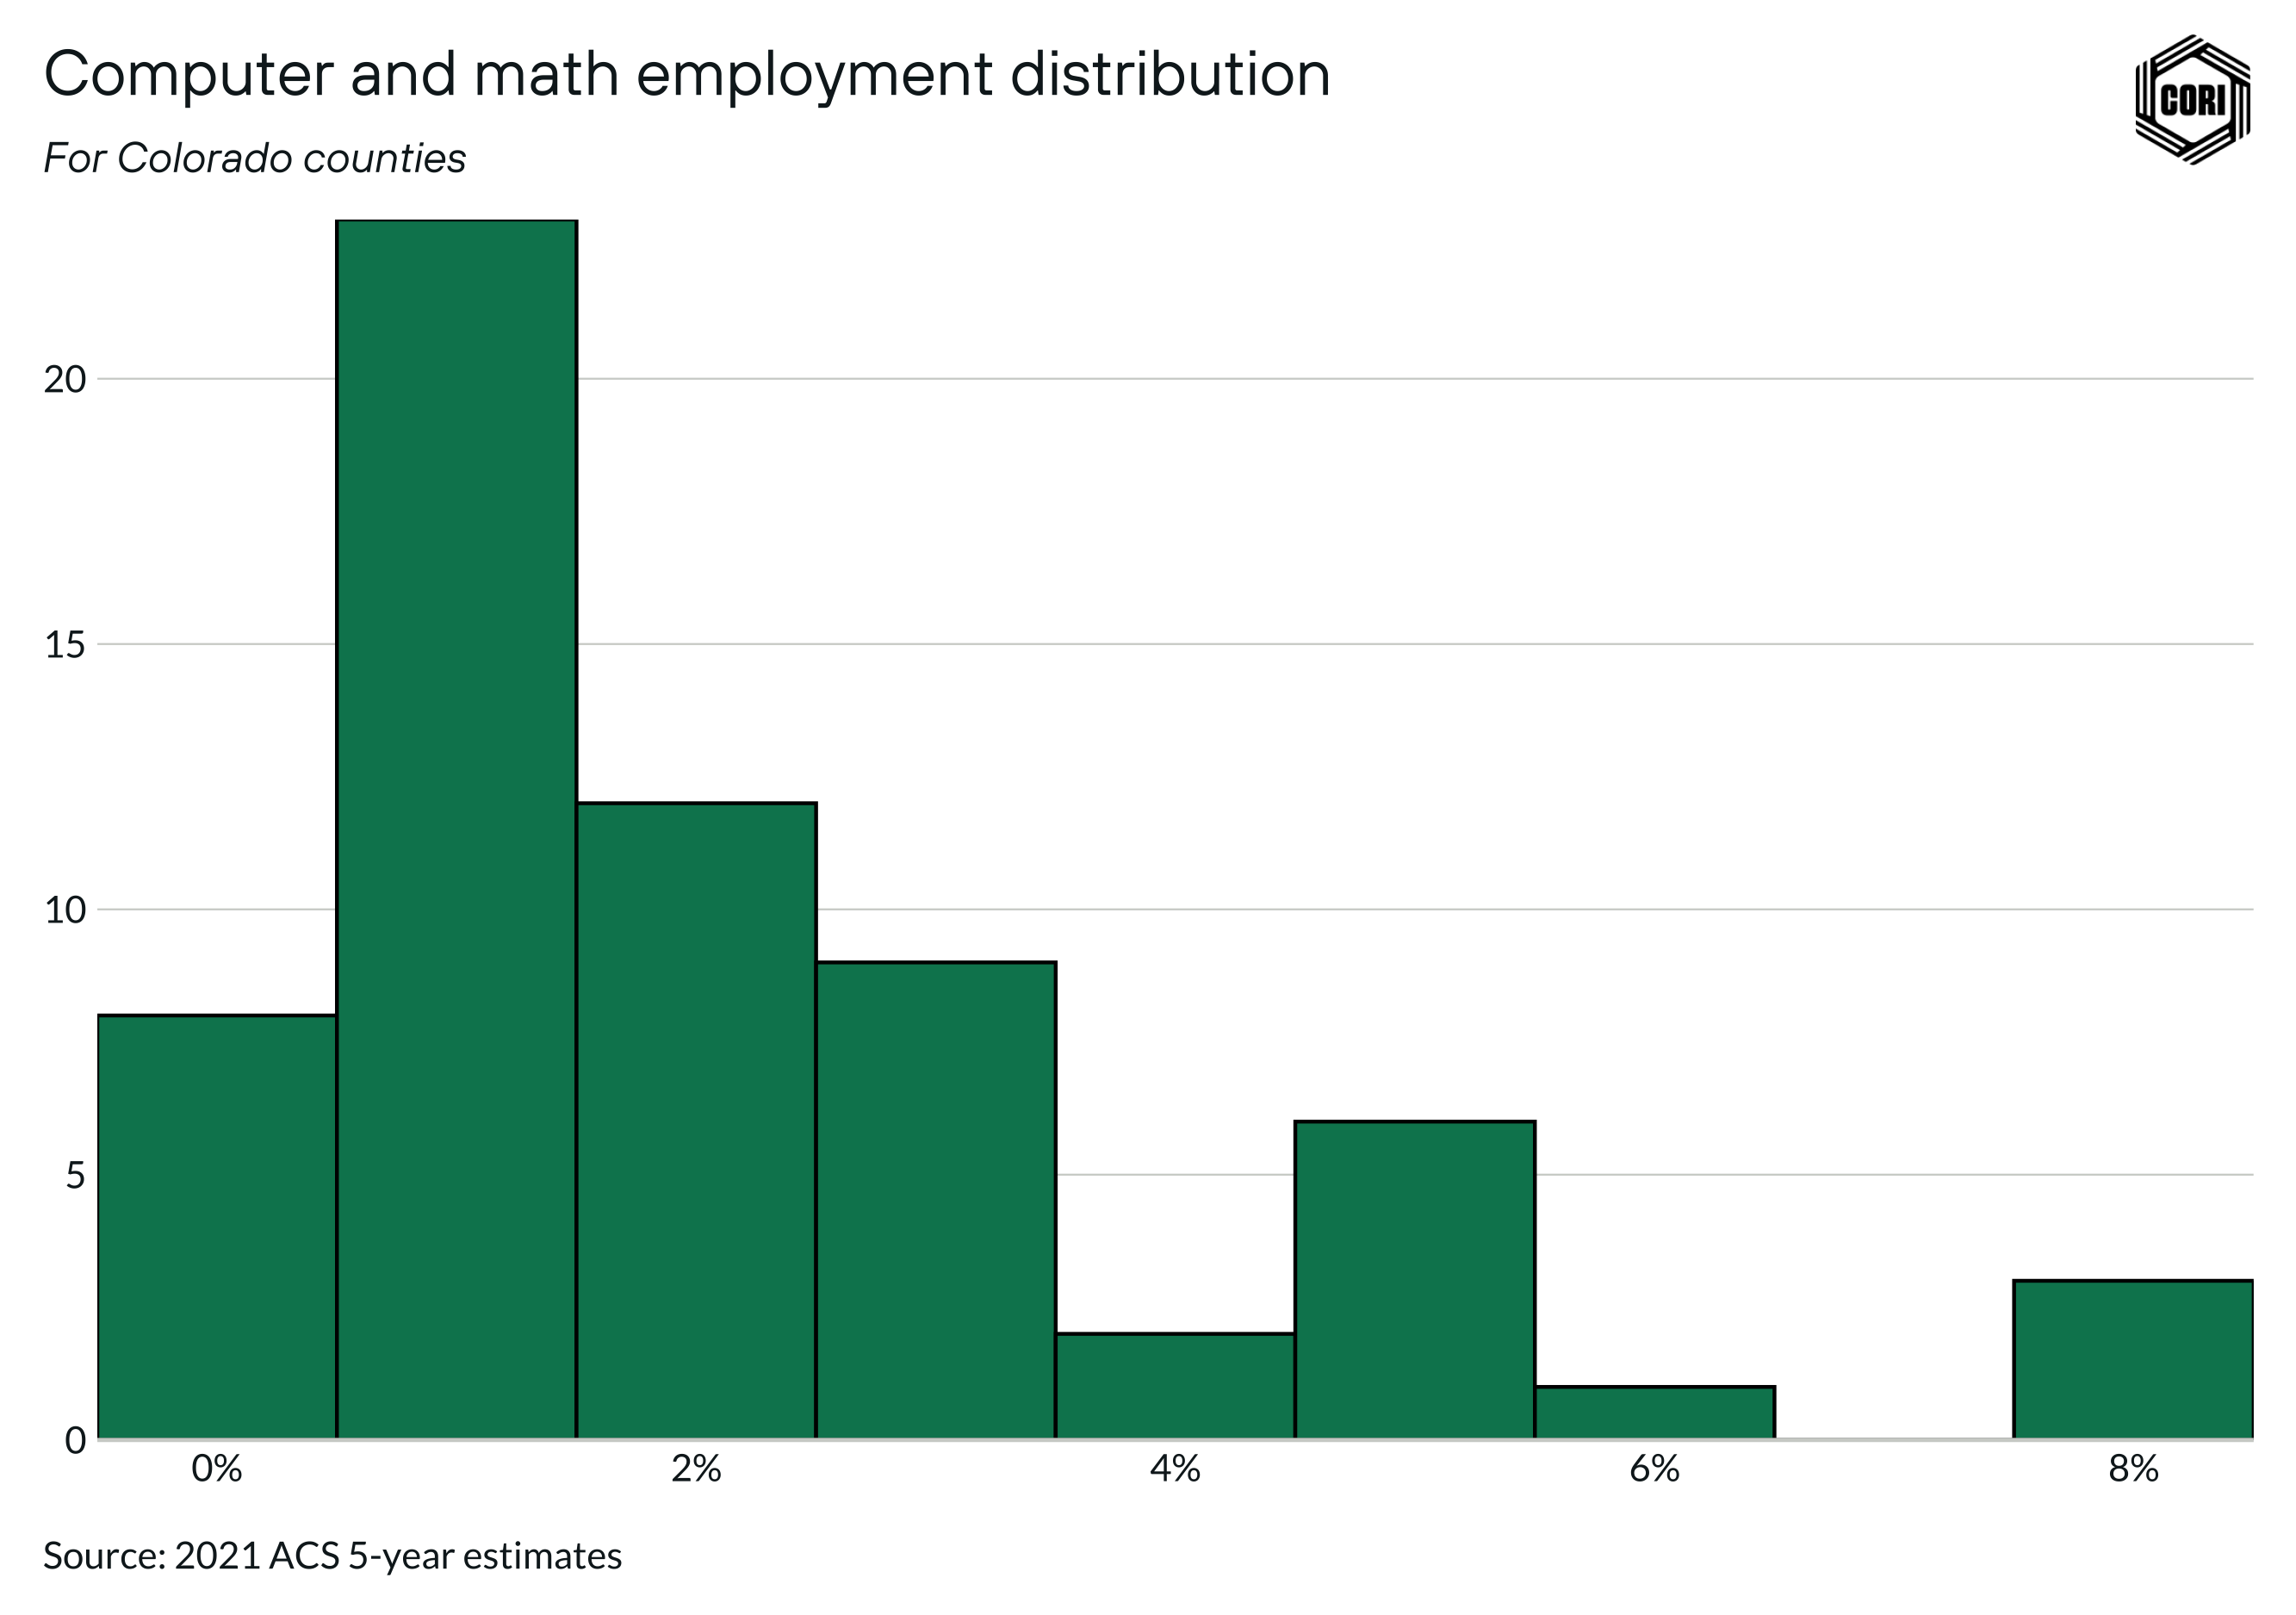 Computer and math employment distribution
CORI
For Colorado counties
20
15
10
5
0
0% 2% 4% 6% 8%
Source: 2021 ACS 5-year estimates